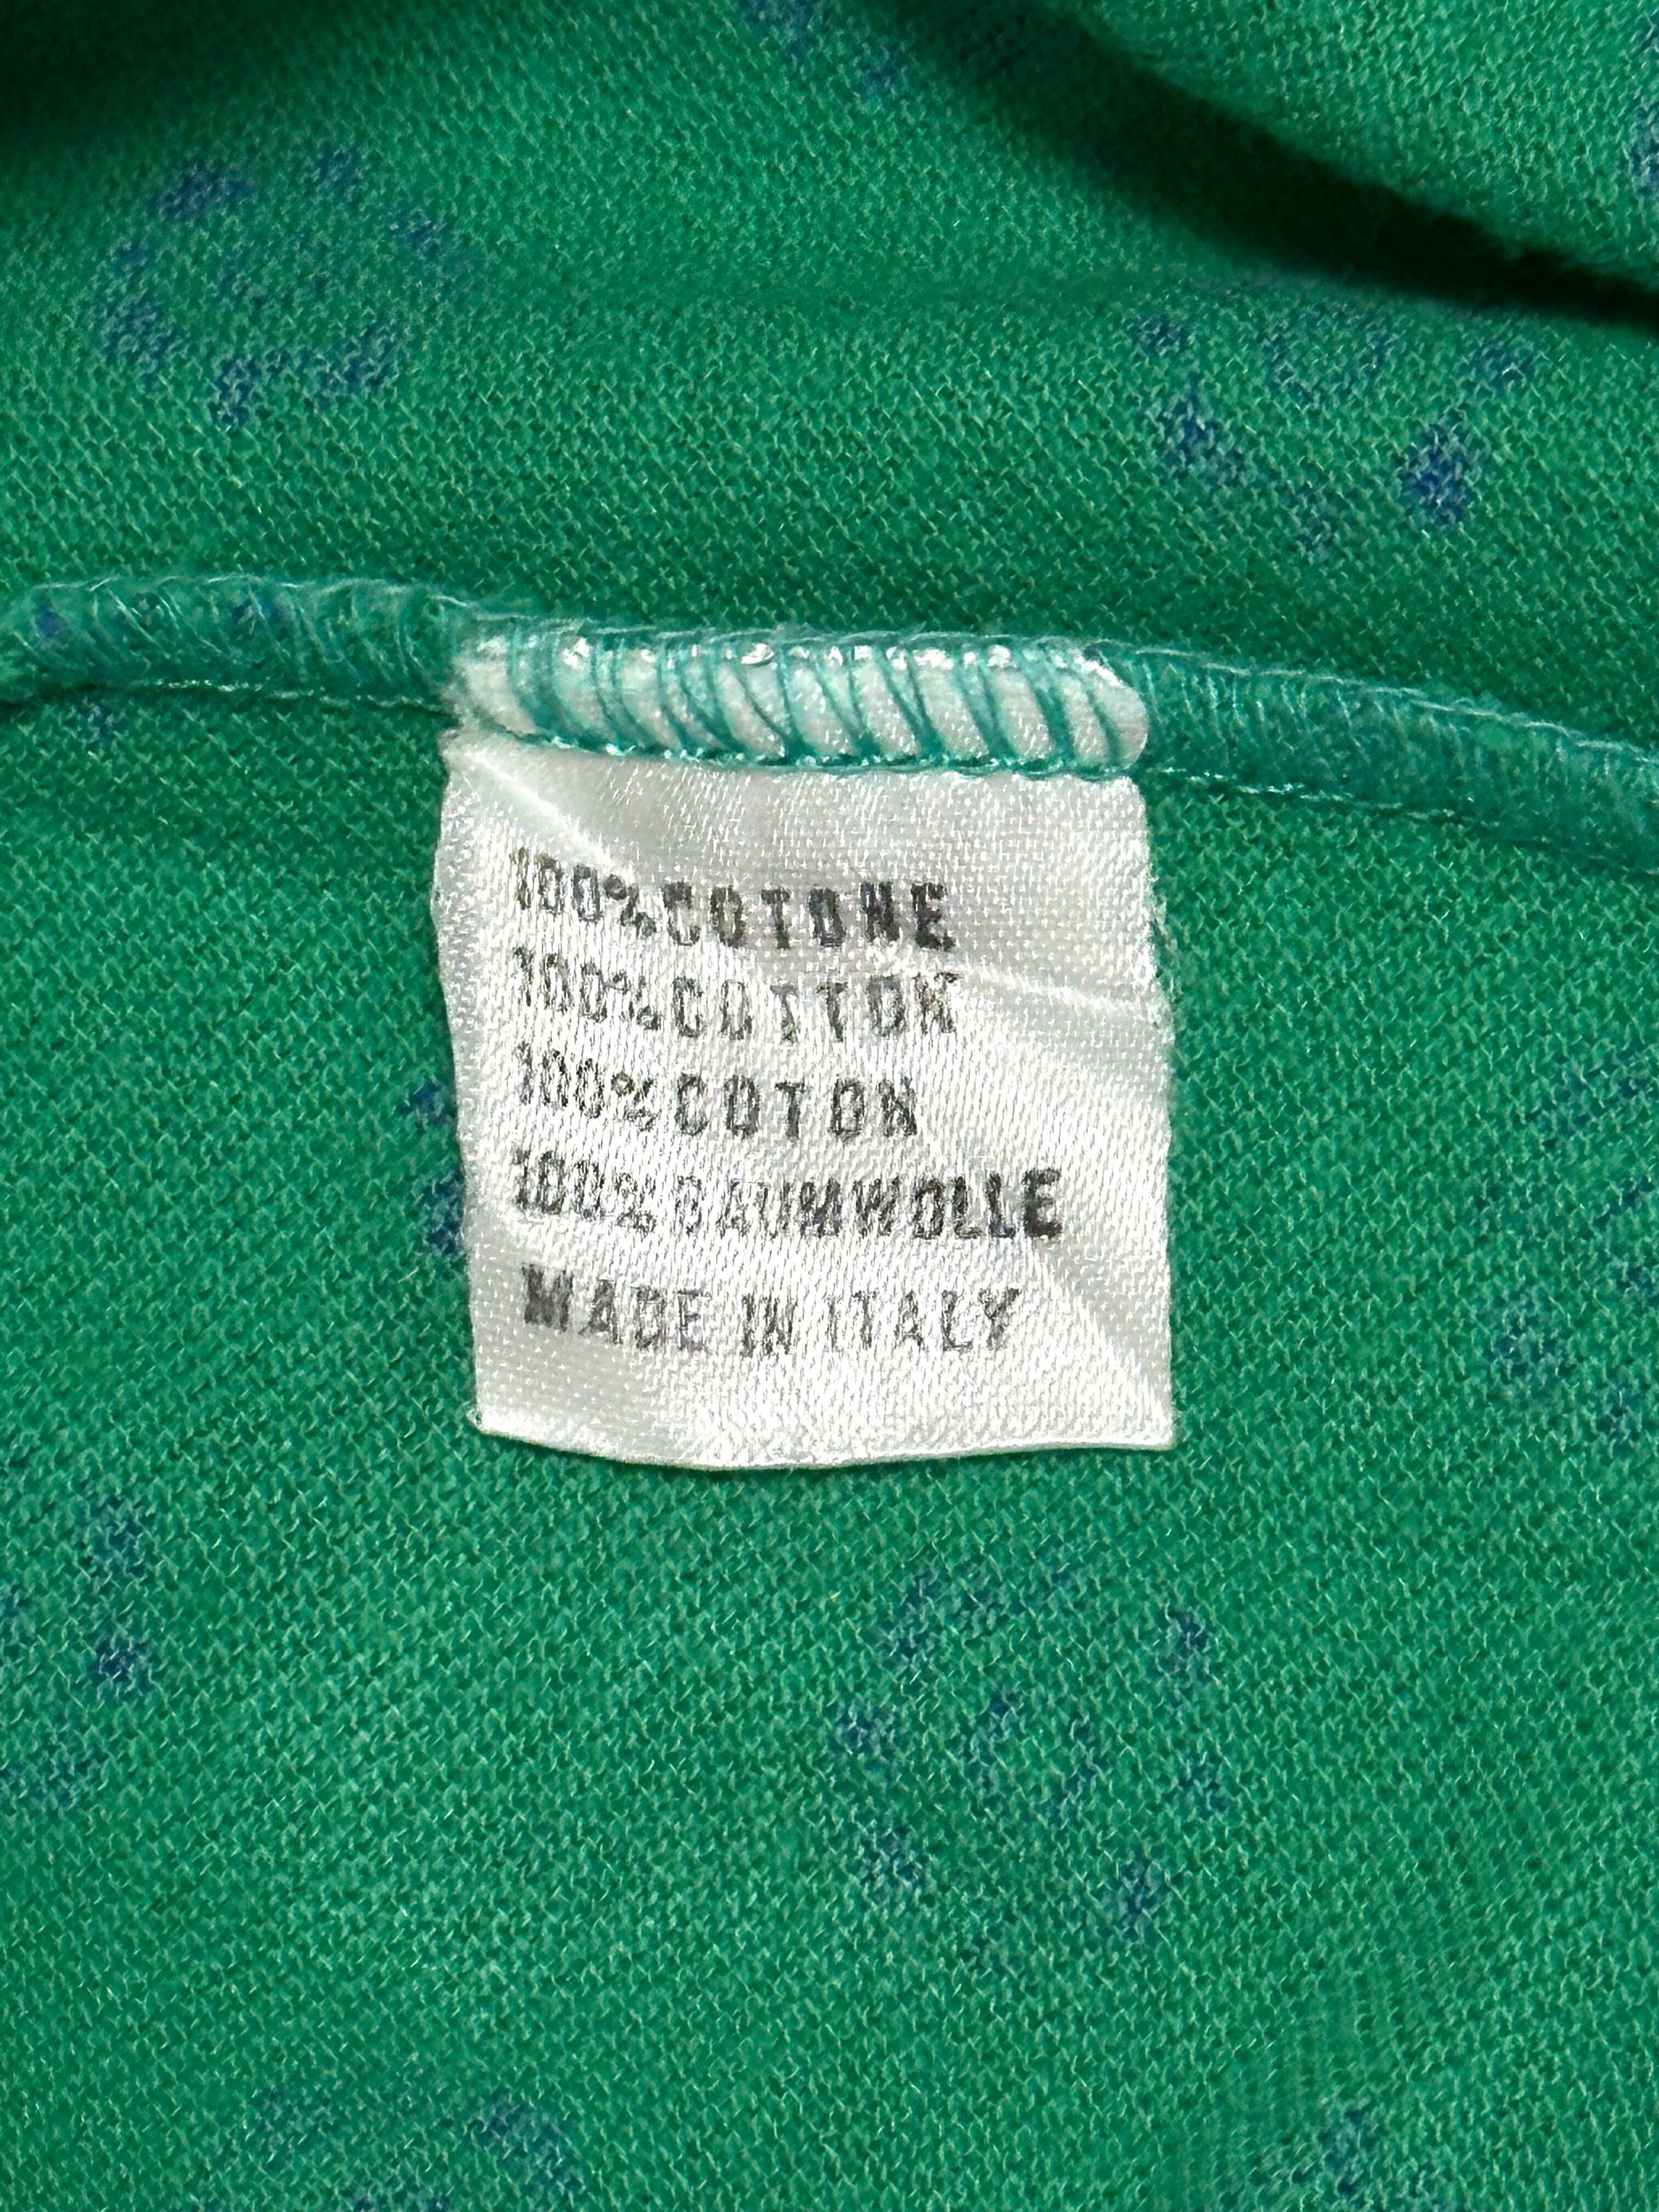 100% COTONE
100% COTTON
100% COTON
100% BAUMWOLLE
MADE IN ITALY